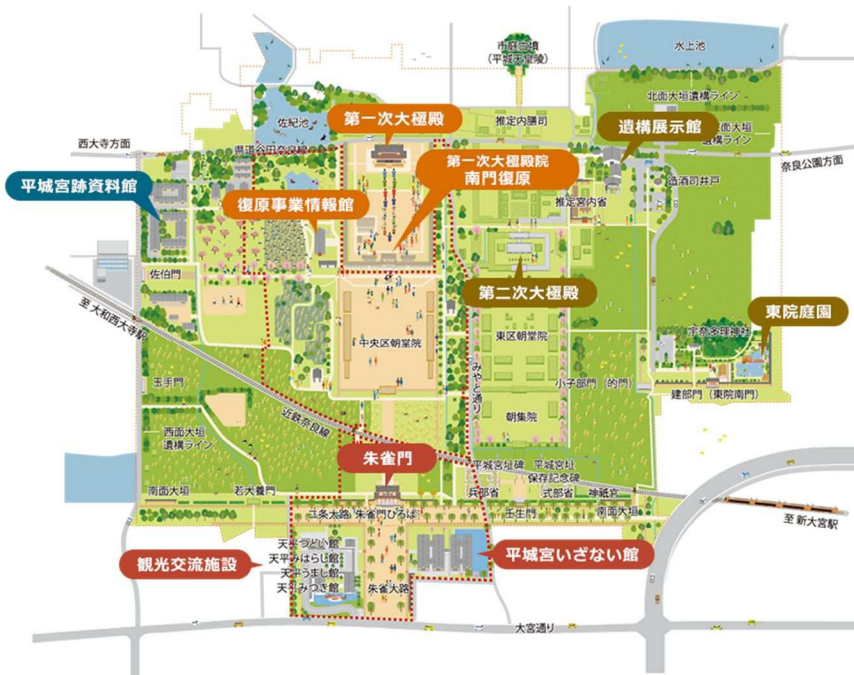 市庭古墳
(平城天皇陵)
水上池
北面大垣遺構ライン
佐紀池
第一次大極殿
推定内膳司
遺構展示館
遺構ライン
西大寺方面
県道谷田奈良線
奈良公園方面
第一次大極殿院
南門復原
平城宮跡資料館
復原事業情報館
推定宮内省
造酒司井戸
佐伯門
第二次大極殿
至 大和西大寺駅
東院庭園
宇奈多理神社
中央区朝堂院
東区朝堂院
みやと通り
玉手門
小子部門(的門)
建部門(東院南門)
近鉄奈良線
朝集院
西面大垣
遺構ライン
朱雀門
平城宮址碑
平城宮址
保存記念碑
南面大垣
若犬養門
兵部省
式部省
神祇官
二条大路
朱雀門ひろば
壬生門
南面大垣
至 新大宮駅
天平つどい館
天平みはらし館
天平うまし館
天平みつき館
観光交流施設
平城宮いざない館
朱雀大路
大宮通り